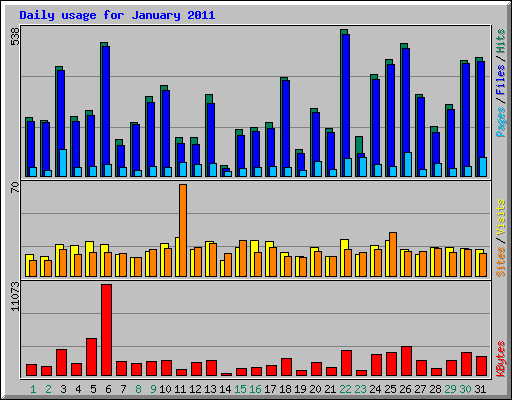 Daily usage for January 2011
538
Pages / Files / Hits
70
Sites / Visits
11073
KBytes
1 2 3 4 5 6 7 8 9 10 11 12 13 14 15 16 17 18 19 20 21 22 23 24 25 26 27 28 29 30 31